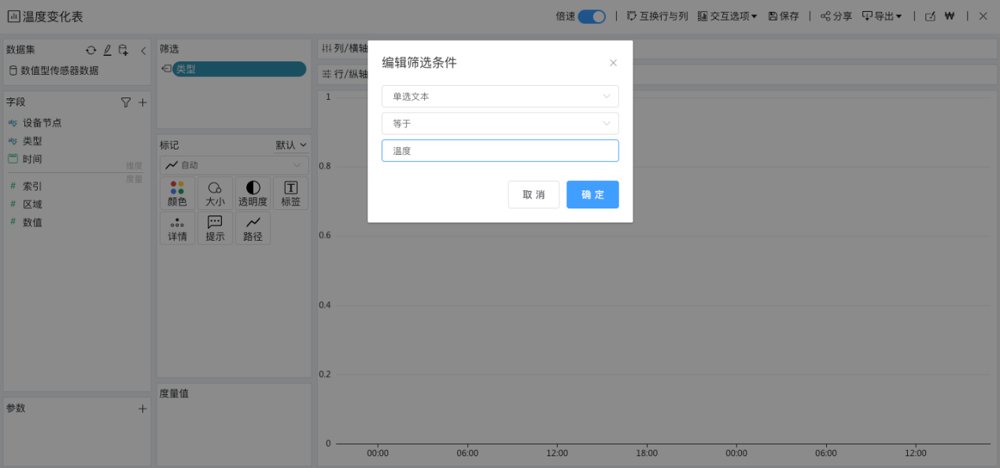 温度变化表
倍速
互换行与列
交互选项
保存
分享
导出
数据集
数值型传感器数据
字段
设备节点
类型
时间
维度
度量
索引
区域
数值
参数
筛选
类型
标记
默认
自动
颜色
大小
透明度
标签
详情
提示
路径
度量值
列/横轴
行/纵轴
编辑筛选条件
单选文本
等于
温度
取 消
确 定
1
0.8
0.6
0.4
0.2
0
00:00 06:00 12:00 18:00 00:00 06:00 12:00